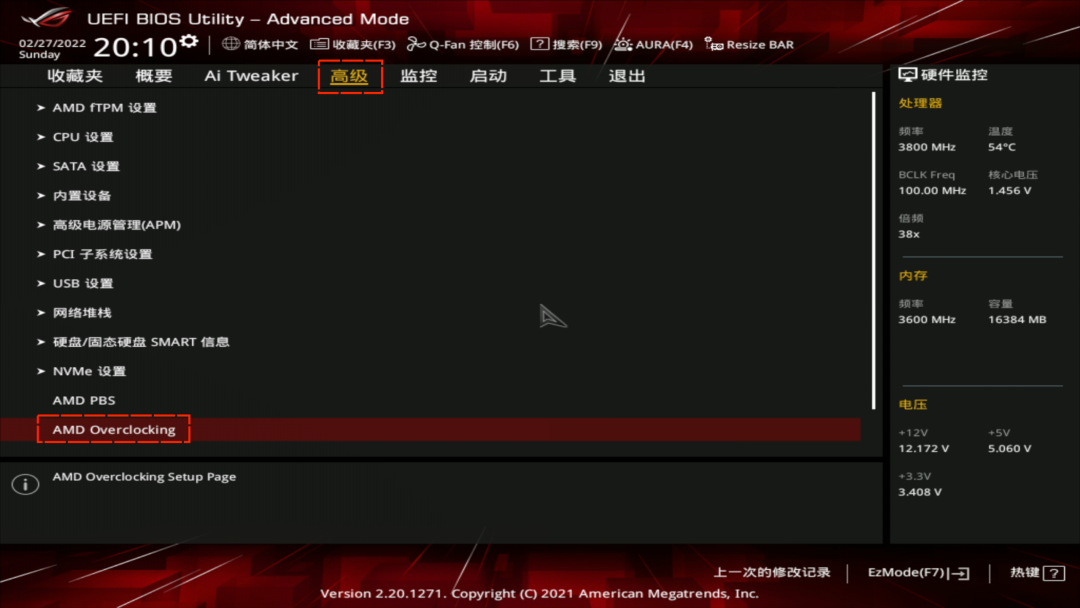 UEFI BIOS Utility – Advanced Mode
02/27/2022
Sunday
20:10
简体中文 收藏夹(F3) Q-Fan 控制(F6) ? 搜索(F9) AURA(F4) Resize BAR
收藏夹 概要 Ai Tweaker 高级 监控 启动 工具 退出
AMD fTPM 设置
CPU 设置
SATA 设置
内置设备
高级电源管理(APM)
PCI 子系统设置
USB 设置
网络堆栈
硬盘/固态硬盘 SMART 信息
NVMe 设置
AMD PBS
AMD Overclocking
AMD Overclocking Setup Page
硬件监控
处理器
频率 温度
3800 MHz 54°C
BCLK Freq 核心电压
100.00 MHz 1.456 V
倍频
38x
内存
频率 容量
3600 MHz 16384 MB
电压
+12V +5V
12.172 V 5.060 V
+3.3V
3.408 V
上一次的修改记录 EzMode(F7) 热键 ?
Version 2.20.1271. Copyright (C) 2021 American Megatrends, Inc.